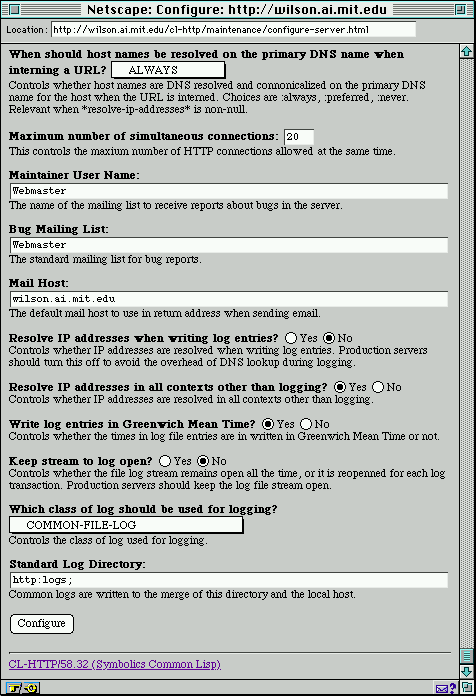 Netscape: Configure: http://wilson.ai.mit.edu
Location: http://wilson.ai.mit.edu/cl-http/maintenance/configure-server.html
When should host names be resolved on the primary DNS name when
interning a URL? ALWAYS
Controls whether host names are DNS resolved and connonicalized on the primary DNS
name for the host when the URL is interned. Choices are :always, :preferred, :never.
Relevant when *resolve-ip-addresses* is non-null.
Maximum number of simultaneous connections: 20
This controls the maxium number of HTTP connections allowed at the same time.
Maintainer User Name:
Webmaster
The name of the mailing list to receive reports about bugs in the server.
Bug Mailing List:
Webmaster
The standard mailing list for bug reports.
Mail Host:
wilson.ai.mit.edu
The default mail host to use in return address when sending email.
Resolve IP addresses when writing log entries? Yes No
Controls whether IP addresses are resolved when writing log entries. Production servers
should turn this off to avoid the overhead of DNS lookup during logging.
Resolve IP addresses in all contexts other than logging? Yes No
Controls whether IP addresses are resolved in all contexts other than logging.
Write log entries in Greenwich Mean Time? Yes No
Controls whether the times in log file entries are in written in Greenwich Mean Time or not.
Keep stream to log open? Yes No
Controls whether the file log stream remains open all the time, or it is reopenned for each log
transaction. Production servers should keep the log file stream open.
Which class of log should be used for logging?
COMMON-FILE-LOG
Controls the class of log used for logging.
Standard Log Directory:
http:logs;
Common logs are written to the merge of this directory and the local host.
Configure
CL-HTTP/58.32 (Symbolics Common Lisp)
?